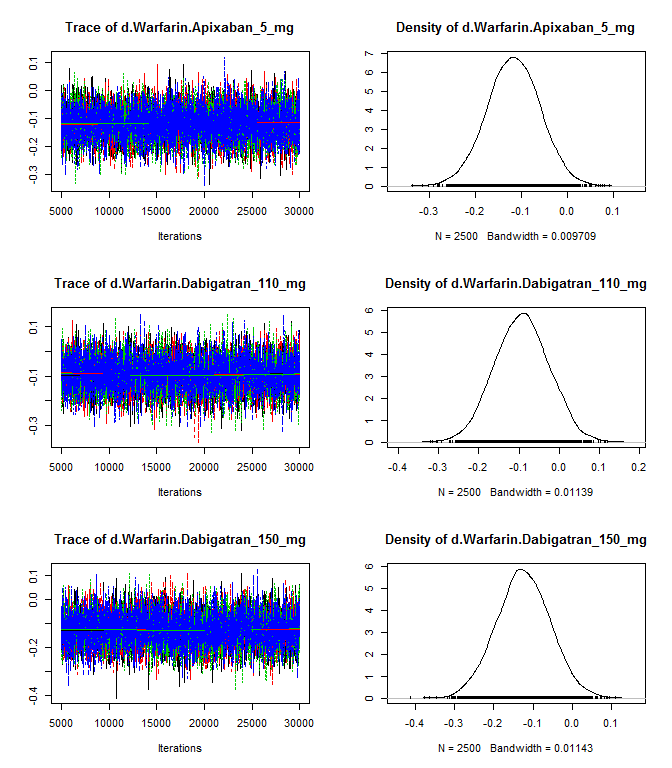 Trace of d.Warfarin.Apixaban_5_mg
0.1
0.0
-0.1
-0.2
-0.3
5000 10000 15000 20000 25000 30000
Iterations
Density of d.Warfarin.Apixaban_5_mg
7
6
5
4
3
2
1
0
-0.3 -0.2 -0.1 0.0 0.1
N = 2500 Bandwidth = 0.009709
Trace of d.Warfarin.Dabigatran_110_mg
0.1
-0.1
-0.3
5000 10000 15000 20000 25000 30000
Iterations
Density of d.Warfarin.Dabigatran_110_mg
6
5
4
3
2
1
0
-0.4 -0.3 -0.2 -0.1 0.0 0.1 0.2
N = 2500 Bandwidth = 0.01139
Trace of d.Warfarin.Dabigatran_150_mg
0.1
0.0
-0.2
-0.4
5000 10000 15000 20000 25000 30000
Iterations
Density of d.Warfarin.Dabigatran_150_mg
6
5
4
3
2
1
0
-0.4 -0.3 -0.2 -0.1 0.0 0.1
N = 2500 Bandwidth = 0.01143